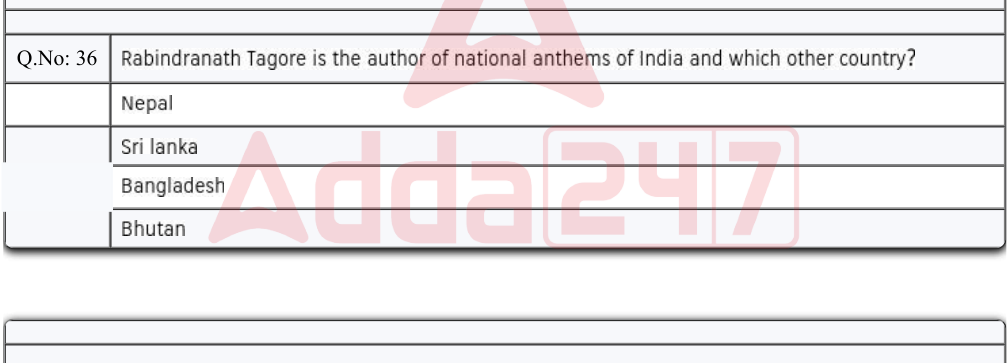 Q.No: 36 Rabindranath Tagore is the author of national anthems of India and which other country?
Nepal
Sri lanka
Bangladesh
Bhutan
Adda247